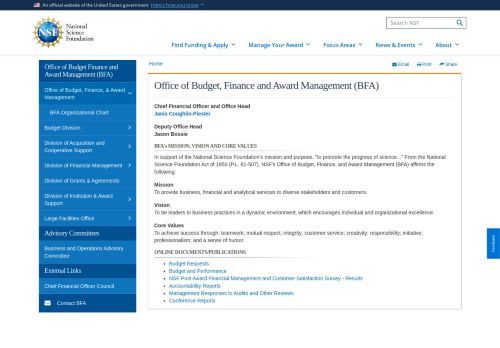 An official website of the United States government Here's how you know
National
Science
Foundation
NSF
Search NSF
Find Funding & Apply
Manage Your Award
Focus Areas
News & Events
About
Office of Budget Finance and
Award Management (BFA)
Office of Budget, Finance, & Award
Management
BFA Organizational Chart
Budget Division
Division of Acquisition and
Cooperative Support
Division of Financial Management
Division of Grants & Agreements
Division of Institution & Award
Support
Large Facilities Office
Advisory Committees
Business and Operations Advisory
Committee
External Links
Chief Financial Officer Council
Contact BFA
Home
Email
Print
Share
Office of Budget, Finance and Award Management (BFA)
Chief Financial Officer and Office Head
Janis Coughlin-Piester
Deputy Office Head
Jason Bossie
BFA's MISSION, VISION AND CORE VALUES
In support of the National Science Foundation's mission and purpose, "to promote the progress of science..." From the National
Science Foundation Act of 1950 (P.L. 81-507), NSF's Office of Budget, Finance, and Award Management (BFA) affirms the
following:
Mission
To provide business, financial and analytical services to diverse stakeholders and customers.
Vision
To be leaders in business practices in a dynamic environment, which encourages individual and organizational excellence.
Core Values
To achieve success through: teamwork; mutual respect; integrity; customer service; creativity; responsibility; initiative;
professionalism; and a sense of humor.
ONLINE DOCUMENTS/PUBLICATIONS
Budget Requests
Budget and Performance
NSF Post Award Financial Management and Customer Satisfaction Survey - Results
Accountability Reports
Management Responses to Audits and Other Reviews
Conference Reports
Feedback